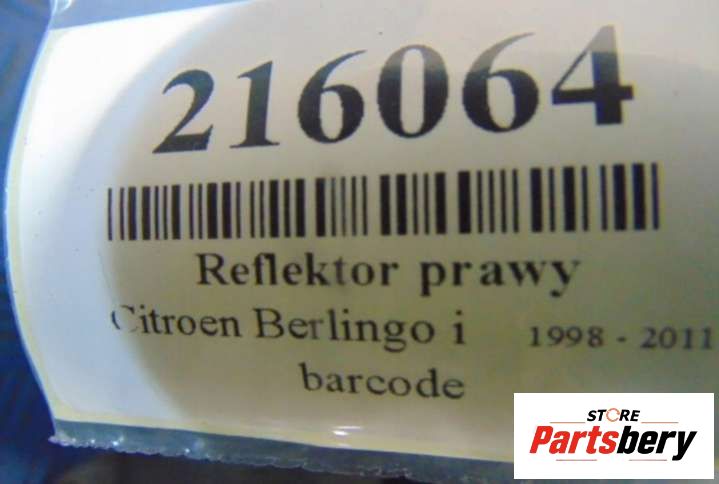 216064
Reflektor prawy
Citroen Berlingo i 1998 - 2011
barcode
STORE
Partsbery